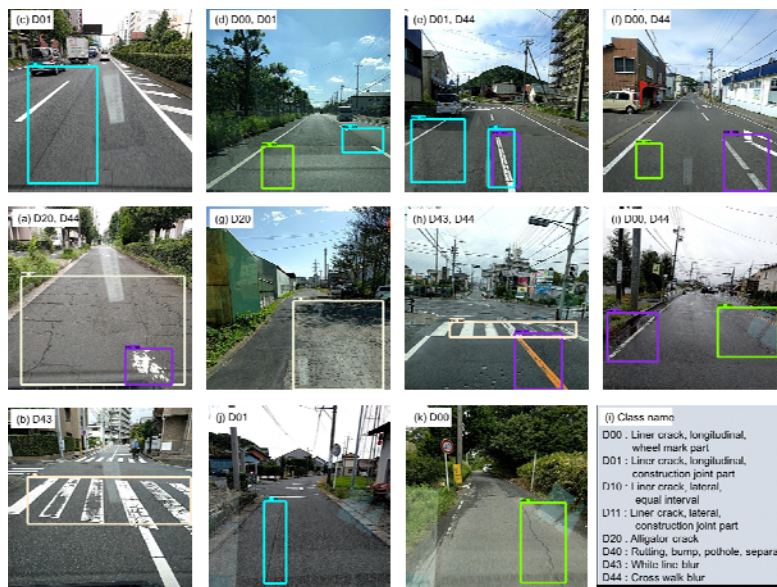 (c) D01
(d) D00, D01
(e) D01, D44
(f) D00, D44
(a) D20, D44
(g) D20
(h) D43, D44
(i) D00, D44
(b) D43
(j) D01
(k) D00
(i) Class name
D00 : Liner crack, longitudinal,
wheel mark part
D01 : Liner crack, longitudinal,
construction joint part
D10 : Liner crack, lateral,
equal interval
D11 : Liner crack, lateral,
construction joint part
D20 : Alligator crack
D40 : Rutting, bump, pothole, separa
D43 : White line blur
D44 : Cross walk blur